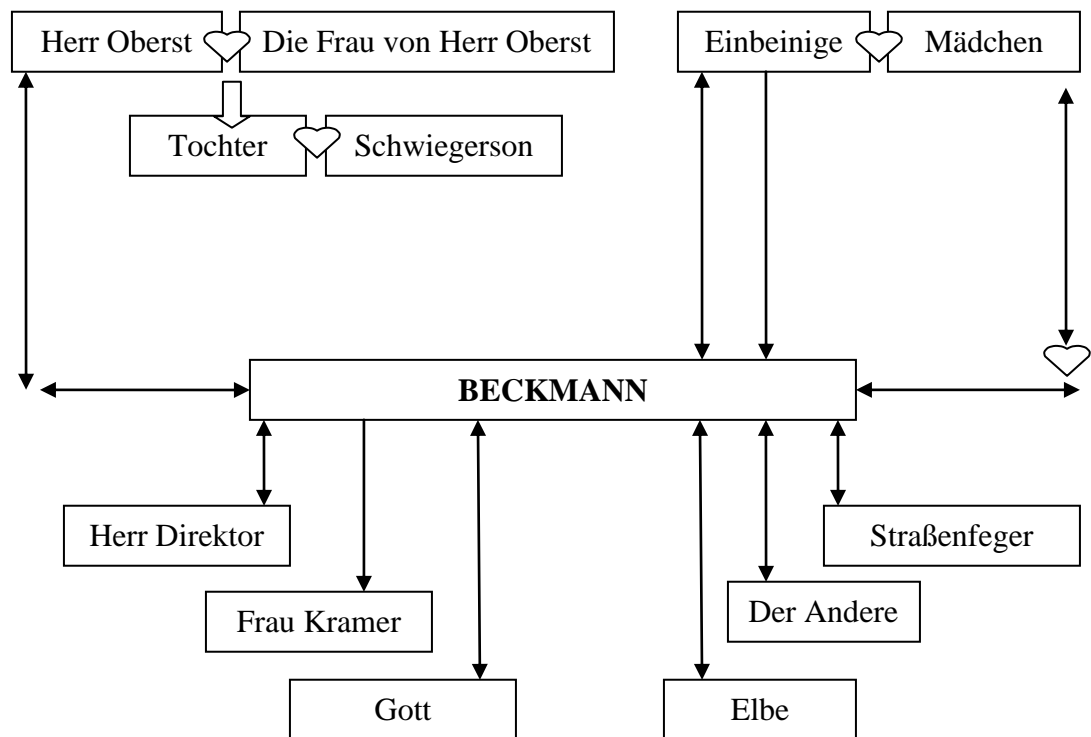 Herr Oberst
Die Frau von Herr Oberst
Einbeinige
Mädchen
Tochter
Schwiegerson
BECKMANN
Herr Direktor
Straßenfeger
Frau Kramer
Der Andere
Gott
Elbe